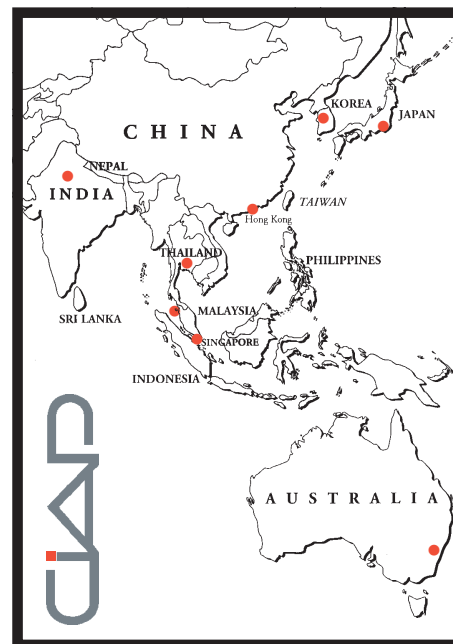 KOREA
JAPAN
CHINA
NEPAL
INDIA
TAIWAN
Hong Kong
THAILAND
PHILIPPINES
SRI LANKA
MALAYSIA
SINGAPORE
INDONESIA
AUSTRALIA
CIAP